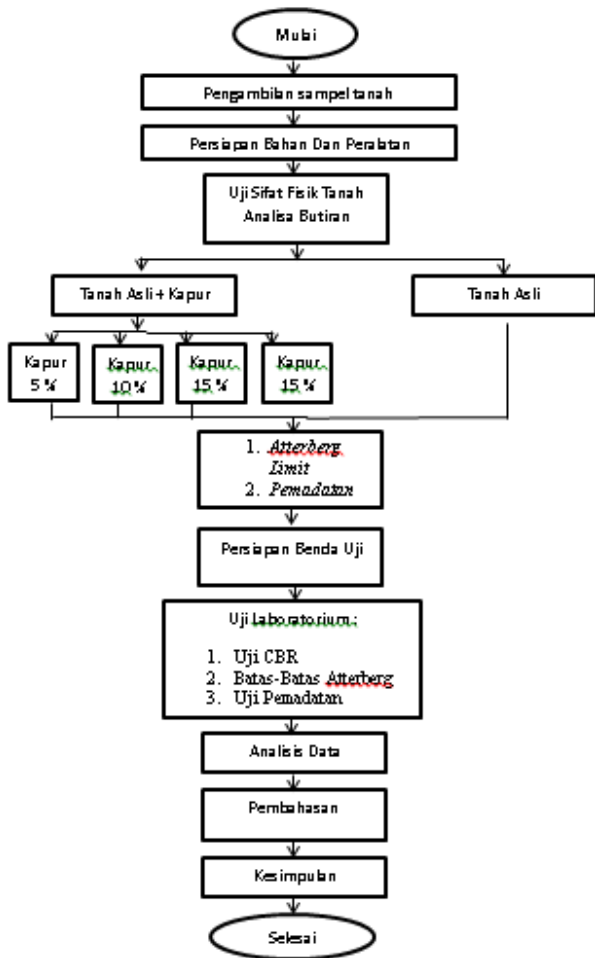 Mulai
Pengambilan sampel tanah
Persiapan Bahan Dan Peralatan
Uji Sifat Fisik Tanah
Analisa Butiran
Tanah Asli + Kapur
Tanah Asli
Kapur
5 %
Kapur
10 %
Kapur
15 %
Kapur
15 %
1. Atterberg
Limit
2. Pemadatan
Persiapan Benda Uji
Uji Laboratorium :
1. Uji CBR
2. Batas-Batas Atterberg
3. Uji Pemadatan
Analisis Data
Pembahasan
Kesimpulan
Selesai